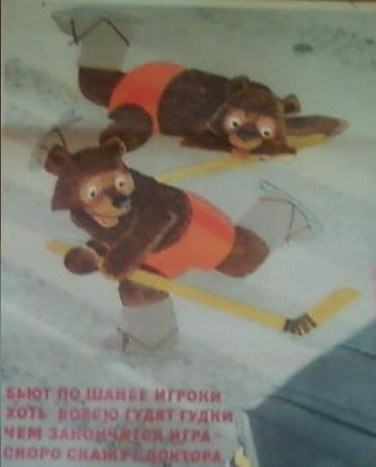 БЬЮТ ПО ШАЙБЕ ИГРОКИ
ХОТЬ ВОВСЮ ГУДЯТ ГУДКИ
ЧЕМ ЗАКОНЧИТСЯ ИГРА -
СКОРО СКАЖУТ ДОКТОРА